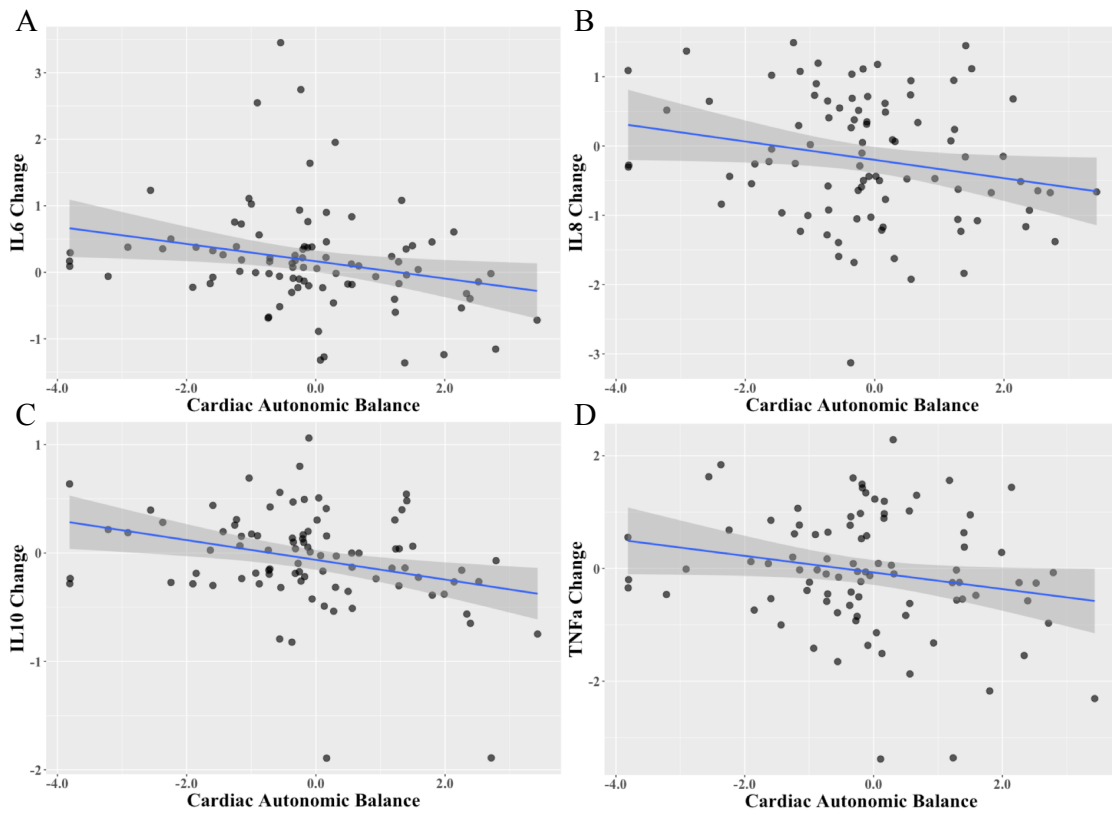 A
IL6 Change
3
2
1
0
-1
-4.0 -2.0 0.0 2.0
Cardiac Autonomic Balance
B
IL8 Change
1
0
-1
-2
-3
-4.0 -2.0 0.0 2.0
Cardiac Autonomic Balance
C
IL10 Change
1
0
-1
-2
-4.0 -2.0 0.0 2.0
Cardiac Autonomic Balance
D
TNFa Change
2
0
-2
-4.0 -2.0 0.0 2.0
Cardiac Autonomic Balance